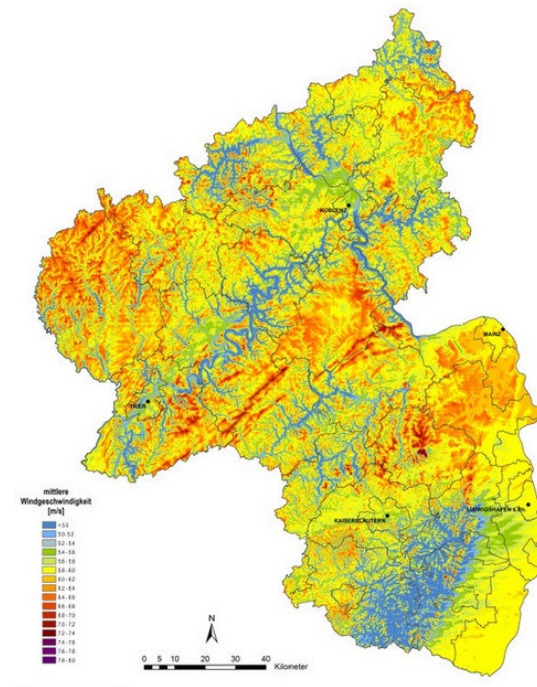 KOBLENZ
MAINZ
TRIER
mittlere
Windgeschwindigkeit
[m/s]
LUDWIGSHAFEN a.Rh.
KAISERSLAUTERN
< 5.0
5.0 - 5.2
5.2 - 5.4
5.4 - 5.6
5.6 - 5.8
5.8 - 6.0
6.0 - 6.2
6.2 - 6.4
6.4 - 6.6
6.6 - 6.8
6.8 - 7.0
7.0 - 7.2
7.2 - 7.4
7.4 - 7.6
7.6 - 7.8
7.8 - 8.0
N
0 5 10 20 30 40
Kilometer